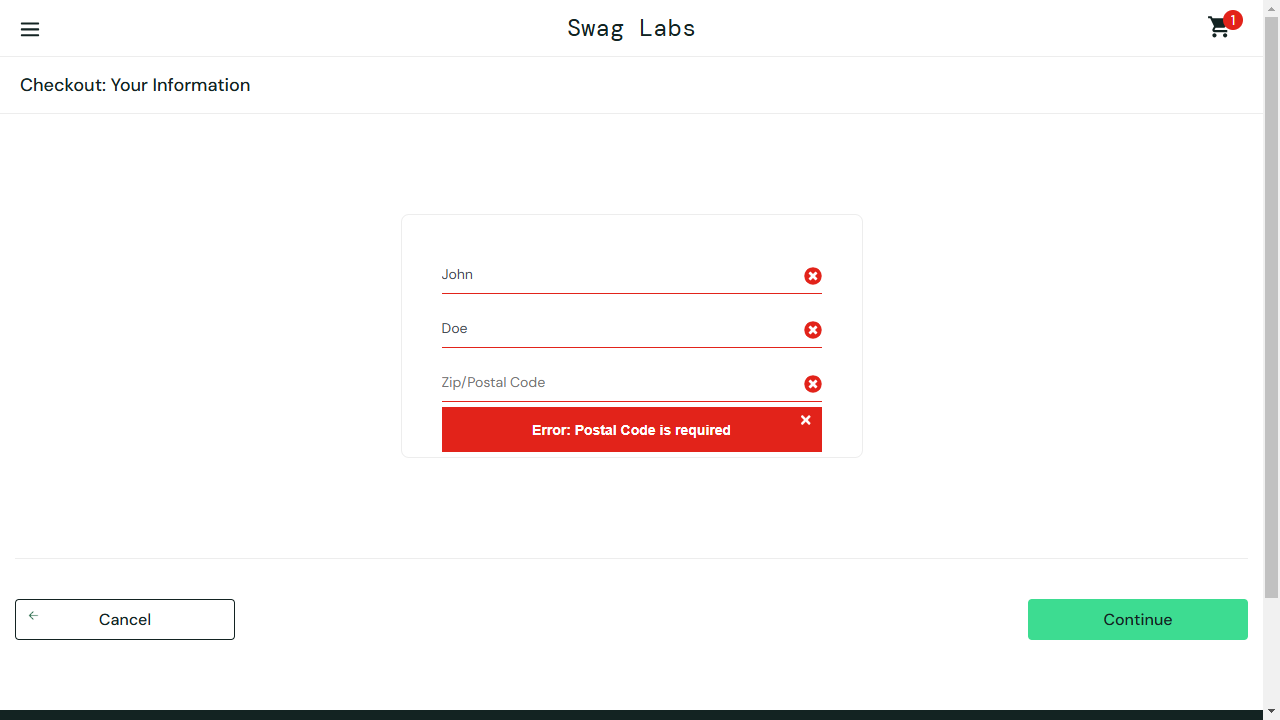 Swag Labs
1
Checkout: Your Information
John
Doe
Zip/Postal Code
Error: Postal Code is required
Cancel
Continue